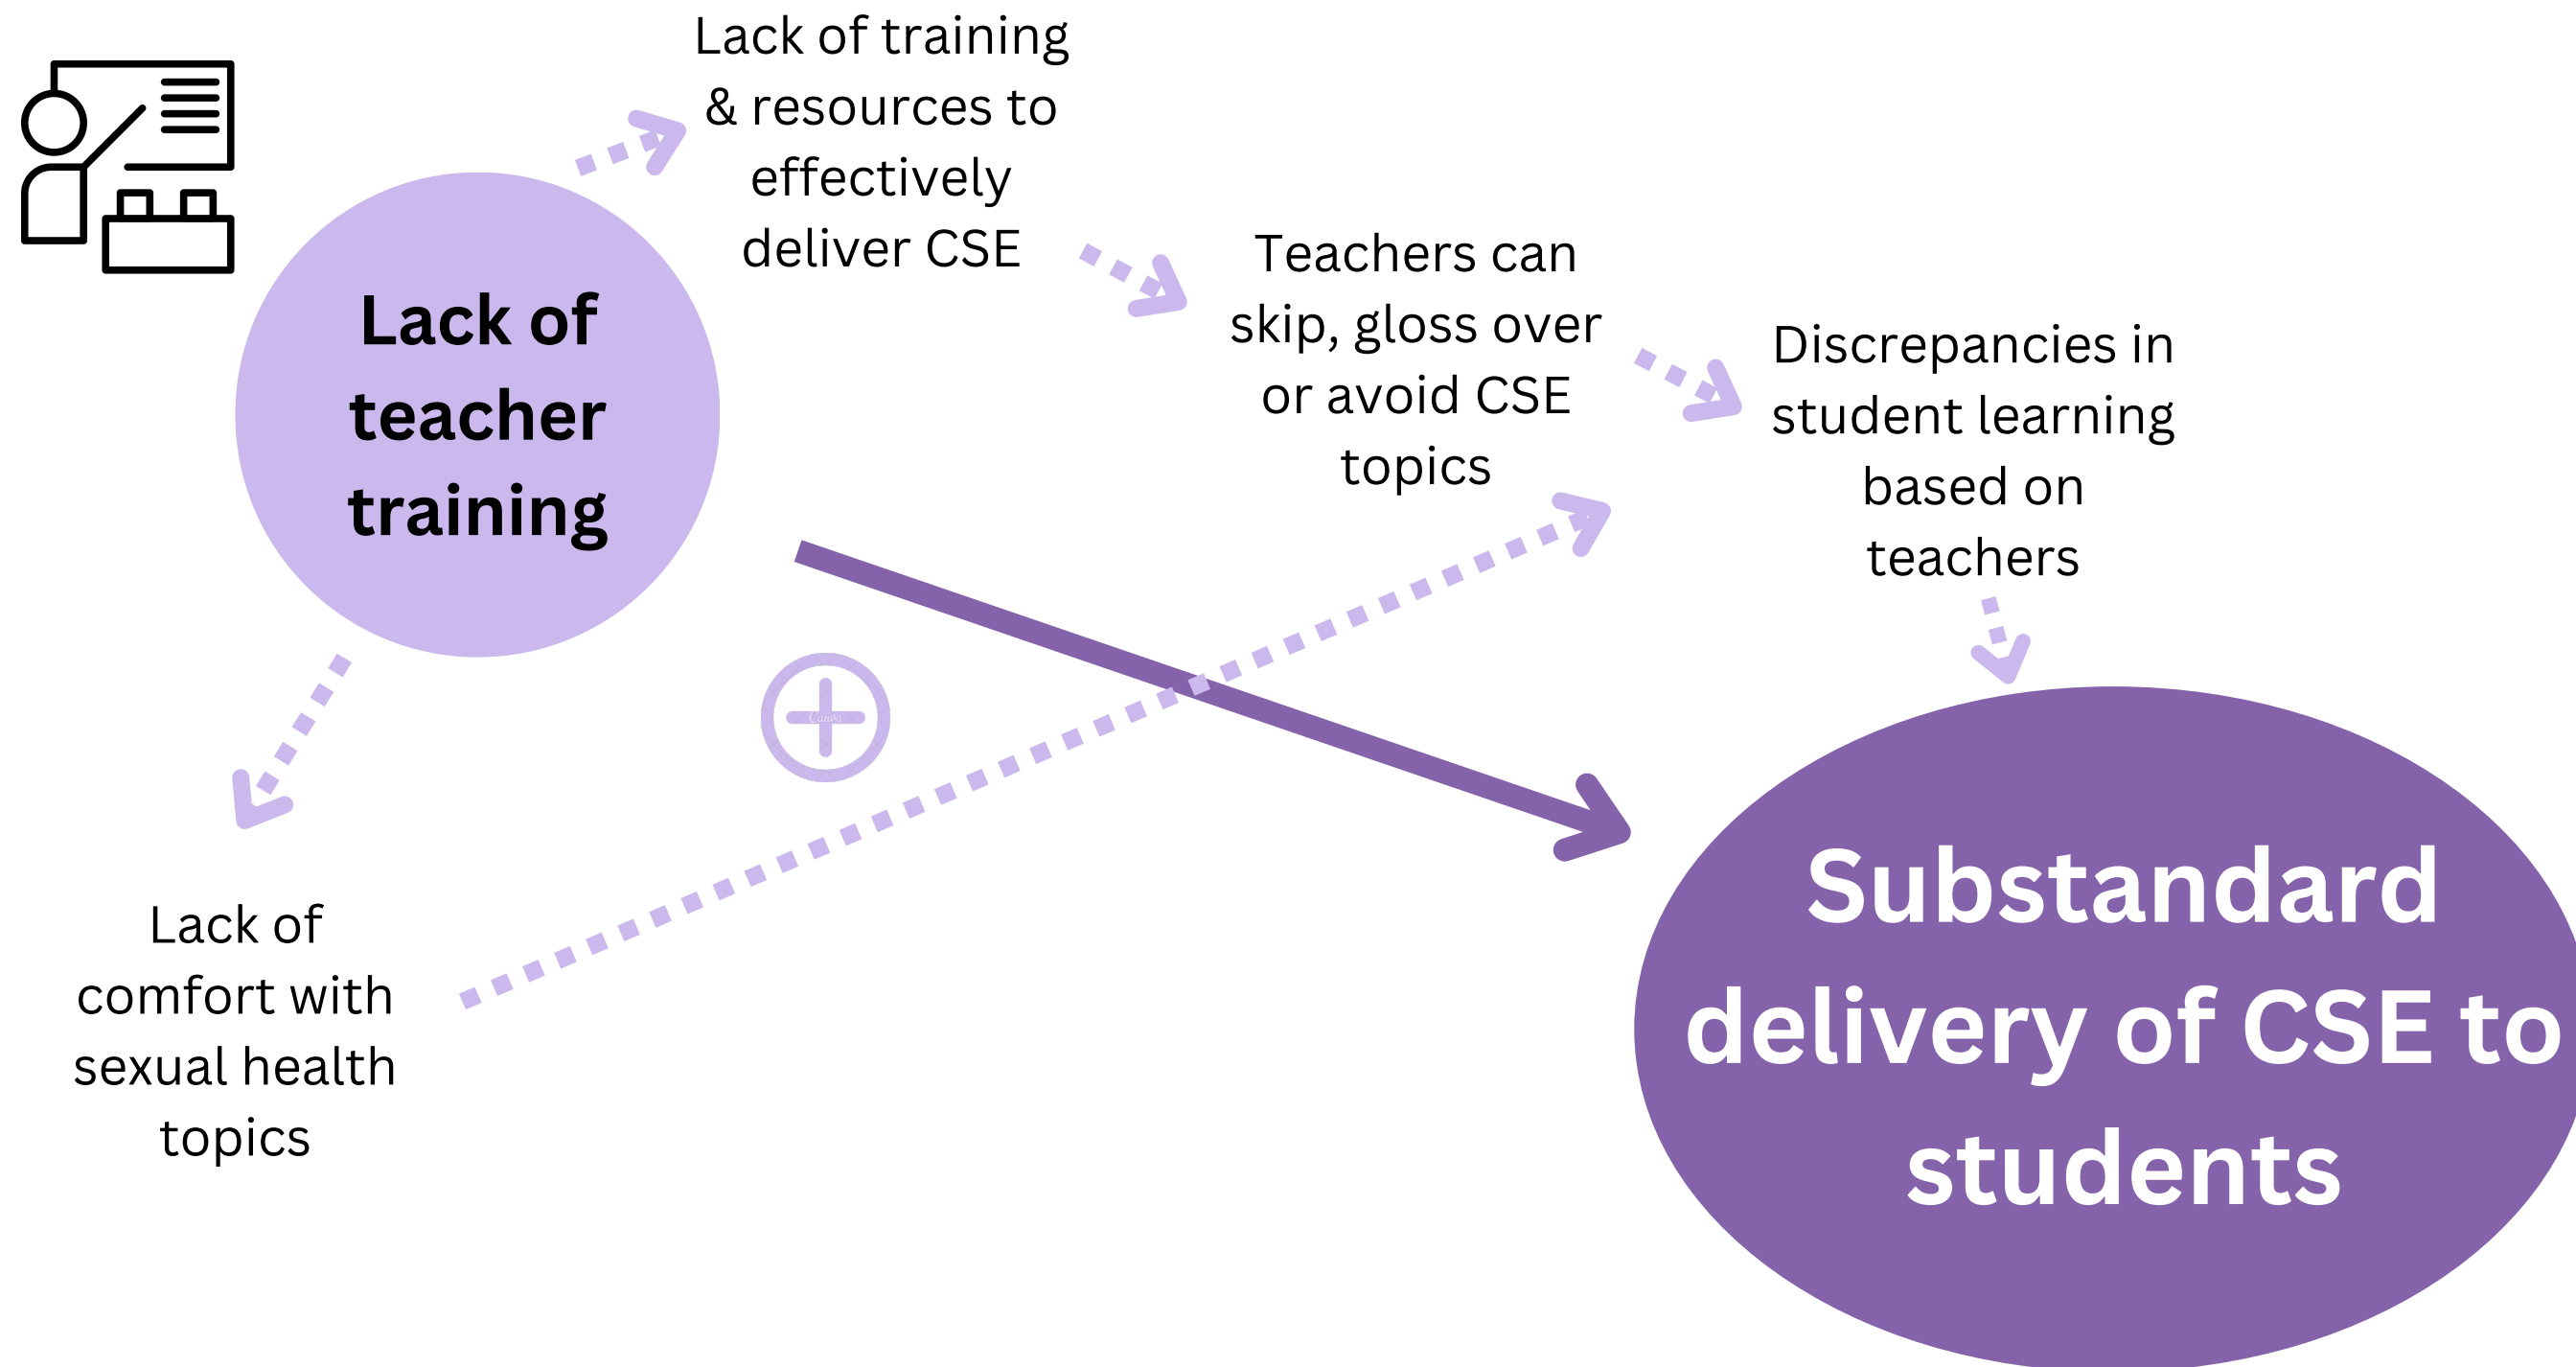 Lack of training
& resources to
effectively
deliver CSE
Lack of
teacher
training
Teachers can
skip, gloss over
or avoid CSE
topics
Discrepancies in
student learning
based on
teachers
Canva
Lack of
comfort with
sexual health
topics
Substandard
delivery of CSE to
students